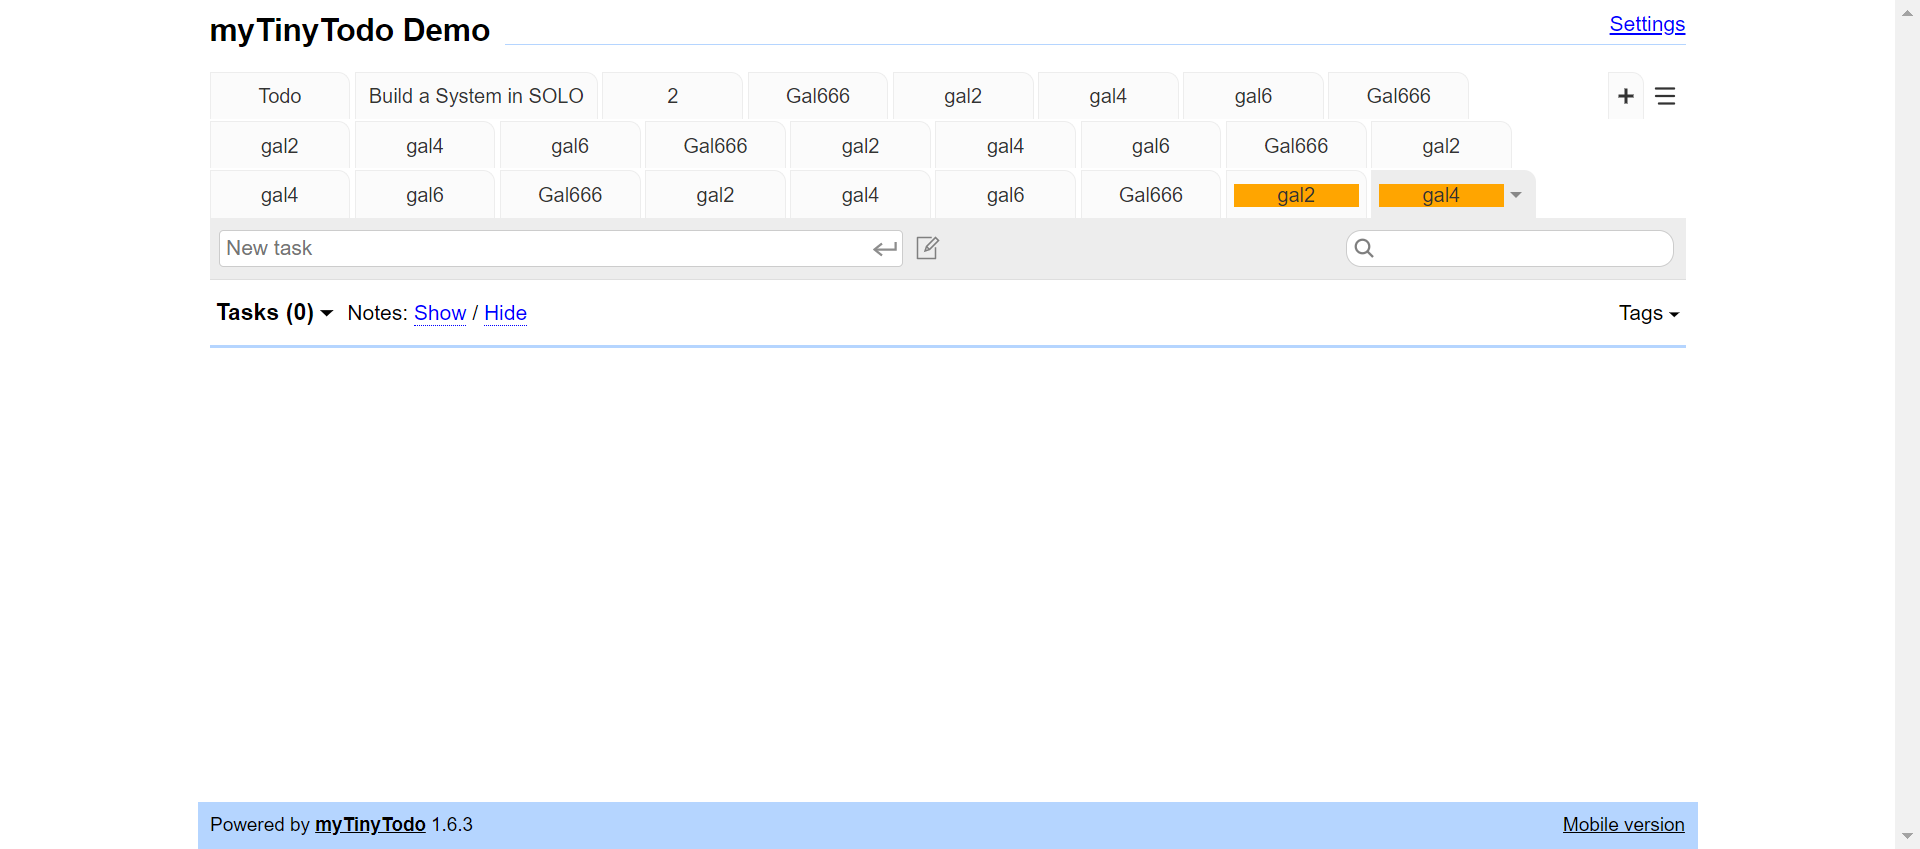 myTinyTodo Demo Settings
Todo Build a System in SOLO 2 Gal666 gal2 gal4 gal6 Gal666 +
gal2 gal4 gal6 Gal666 gal2 gal4 gal6 Gal666 gal2
gal4 gal6 Gal666 gal2 gal4 gal6 Gal666 gal2 gal4
New task
Tasks (0) Notes: Show / Hide Tags
Powered by myTinyTodo 1.6.3 Mobile version